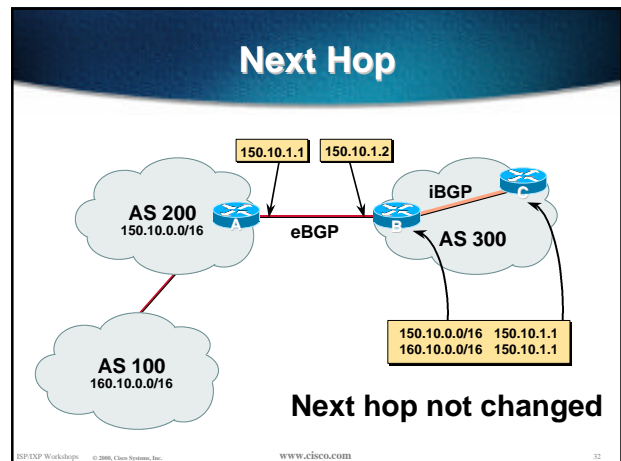 Next Hop
150.10.1.1 150.10.1.2
iBGP
C
AS 200
150.10.0.0/16
A
eBGP
B
AS 300
150.10.0.0/16 150.10.1.1
160.10.0.0/16 150.10.1.1
AS 100
160.10.0.0/16
Next hop not changed
ISP/IXP Workshops © 2000, Cisco Systems, Inc. www.cisco.com 32